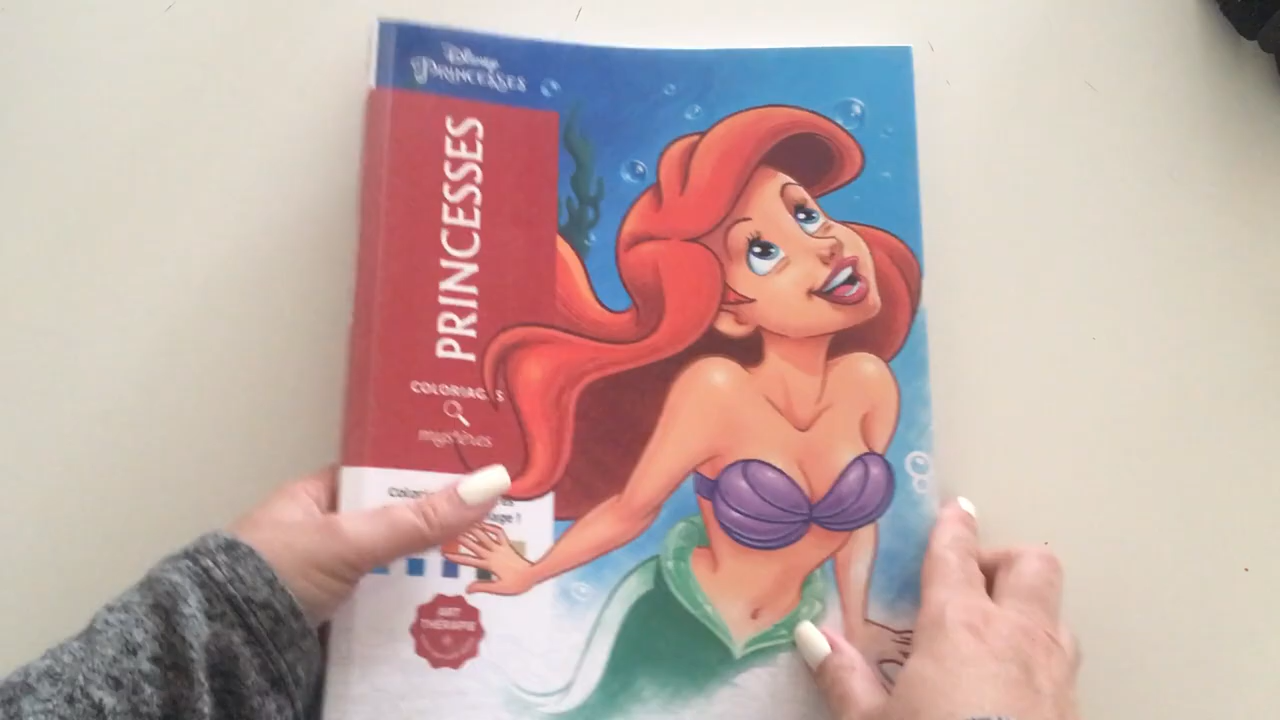 Disney
PRINCESSES
PRINCESSES
COLORIAGES
mystères
ART
THÉRAPIE